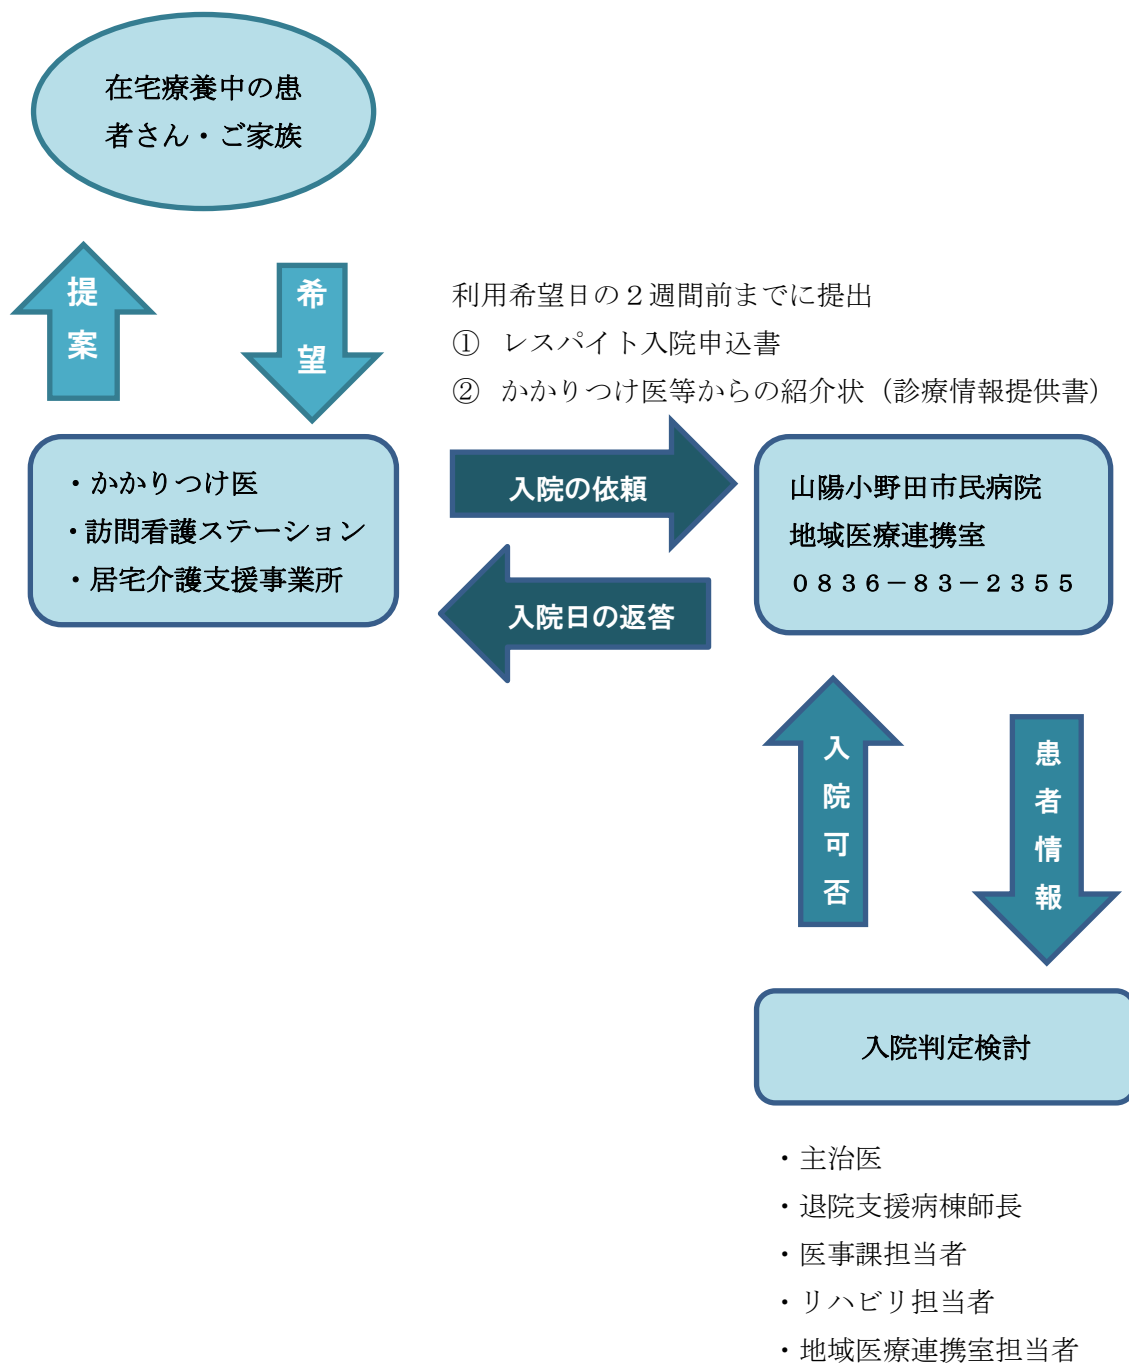 在宅療養中の患
者さん・ご家族
提案
希望
利用希望日の２週間前までに提出
① レスパイト入院申込書
② かかりつけ医等からの紹介状（診療情報提供書）
・かかりつけ医
・訪問看護ステーション
・居宅介護支援事業所
入院の依頼
入院日の返答
山陽小野田市民病院
地域医療連携室
０８３６－８３－２３５５
入院可否
患者情報
入院判定検討
・主治医
・退院支援病棟師長
・医事課担当者
・リハビリ担当者
・地域医療連携室担当者